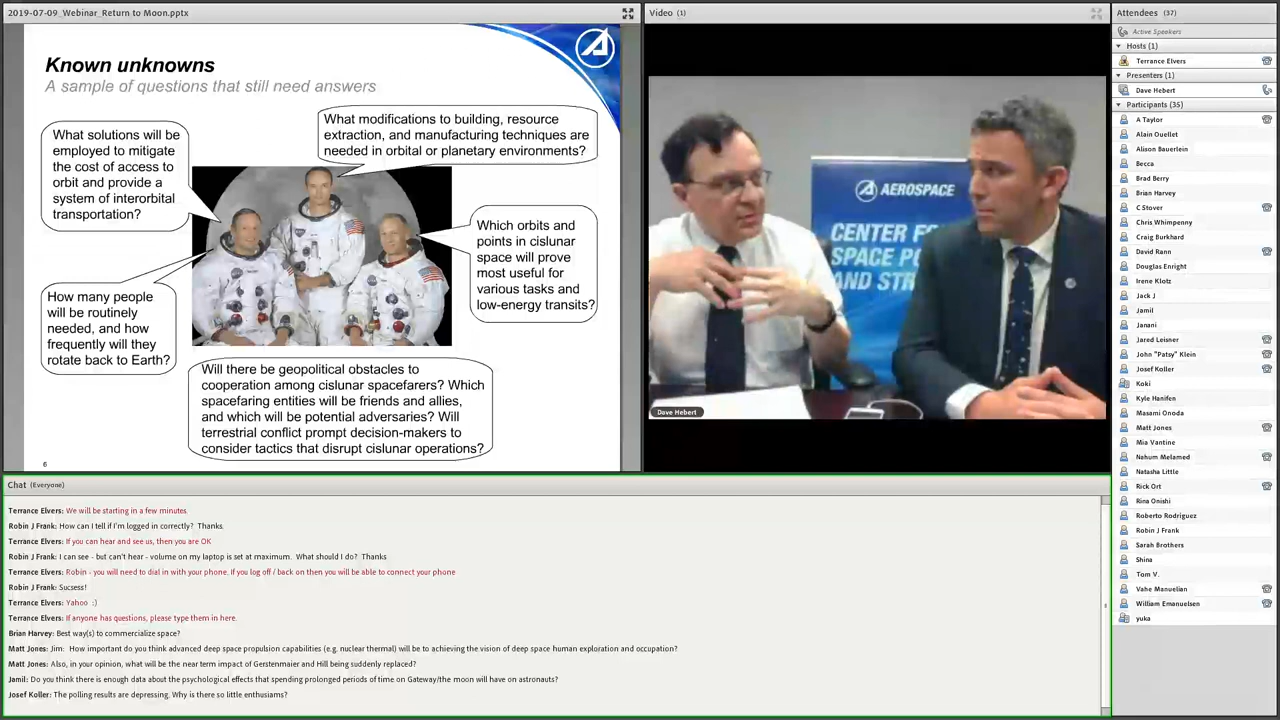 2019-07-09_Webinar_Return to Moon.pptx
Known unknowns
A sample of questions that still need answers
What solutions will be
employed to mitigate
the cost of access to
orbit and provide a
system of interorbital
transportation?
What modifications to building, resource
extraction, and manufacturing techniques are
needed in orbital or planetary environments?
Which orbits and
points in cislunar
space will prove
most useful for
various tasks and
low-energy transits?
How many people
will be routinely
needed, and how
frequently will they
rotate back to Earth?
Will there be geopolitical obstacles to
cooperation among cislunar spacefarers? Which
spacefaring entities will be friends and allies,
and which will be potential adversaries? Will
terrestrial conflict prompt decision-makers to
consider tactics that disrupt cislunar operations?
6
Video (1)
AEROSPACE
CENTER FO
SPACE PO
AND STR
Dave Hebert
Attendees (37)
Active Speakers
Hosts (1)
Terrance Elvers
Presenters (1)
Dave Hebert
Participants (35)
A Taylor
Alain Ouellet
Alison Bauerlein
Becca
Brad Berry
Brian Harvey
C Stover
Chris Whimpenny
Craig Burkhard
David Rann
Douglas Enright
Irene Klotz
Jack J
Jamil
Janani
Jared Leisner
John "Patsy" Klein
Josef Koller
Koki
Kyle Hanifen
Masami Onoda
Matt Jones
Mia Vantine
Nahum Melamed
Natasha Little
Rick Ort
Rina Onishi
Roberto Rodríguez
Robin J Frank
Sarah Brothers
Shina
Tom V.
Vahe Manuelian
William Emanuelsen
yuka
Chat (Everyone)
Terrance Elvers: We will be starting in a few minutes
Robin J Frank: How can I tell if I'm logged in correctly? Thanks.
Terrance Elvers: If you can hear and see us, then you are OK
Robin J Frank: I can see - but can't hear - volume on my laptop is set at maximum. What should I do? Thanks
Terrance Elvers: Robin - you will need to dial in with your phone. If you log off / back on then you will be able to connect your phone
Robin J Frank: Sucsess!
Terrance Elvers: Yahoo :)
Terrance Elvers: If anyone has questions, please type them in here.
Brian Harvey: Best way(s) to commercialize space?
Matt Jones: Jim: How important do you think advanced deep space propulsion capabilities (e.g. nuclear thermal) will be to achieving the vision of deep space human exploration and occupation?
Matt Jones: Also, in your opinion, what will be the near term impact of Gerstenmaier and Hill being suddenly replaced?
Jamil: Do you think there is enough data about the psychological effects that spending prolonged periods of time on Gateway/the moon will have on astronauts?
Josef Koller: The polling results are depressing. Why is there so little enthusiams?